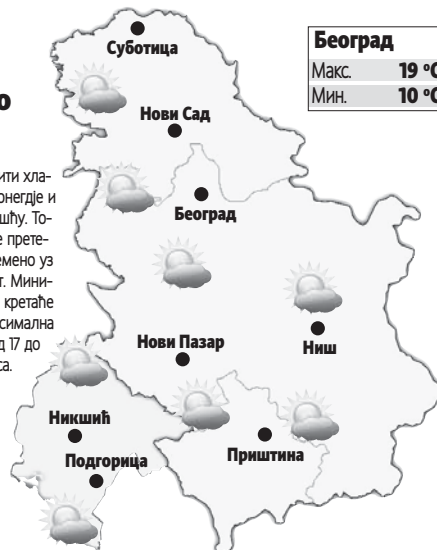 о
ити хла-
онегдје и
шћу. То-
е прете-
емено уз
т. Мини-
кретаће
симална
д 17 до
са.
Суботица
Нови Сад
Београд
Нови Пазар
Ниш
Никшић
Подгорица
Приштина
Београд
Макс. 19 °C
Мин. 10 °C